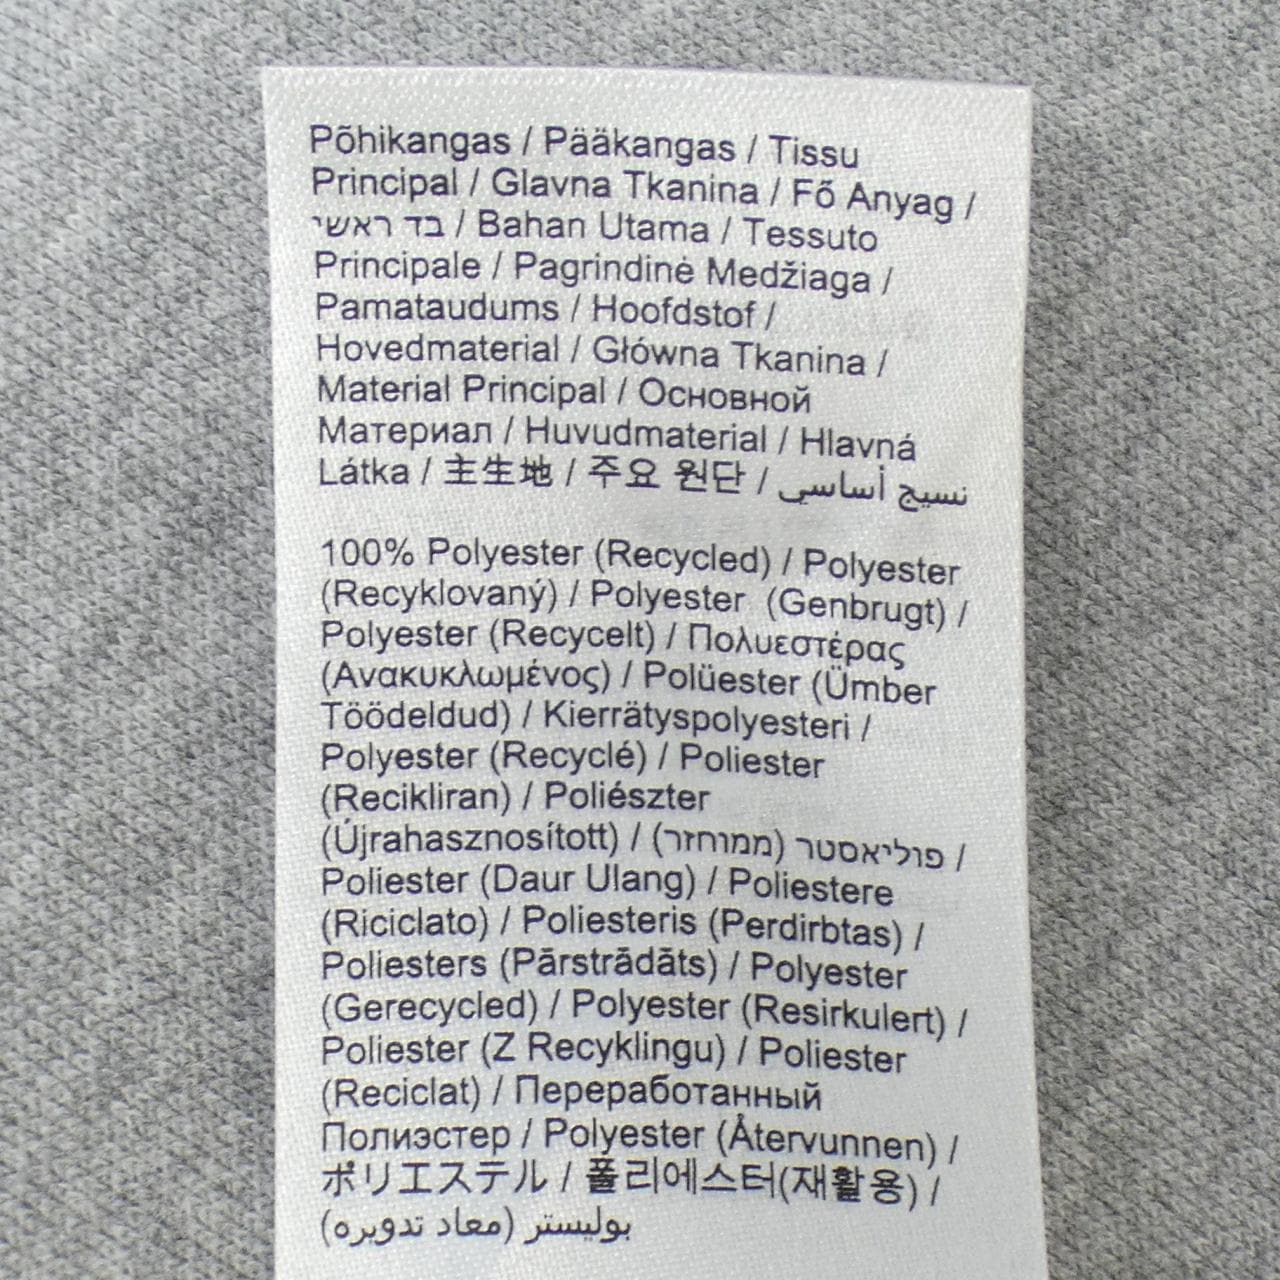 Põhikangas / Pääkangas / Tissu
Principal / Glavna Tkanina / Fő Anyag /
בד ראשי / Bahan Utama / Tessuto
Principale / Pagrindinė Medžiaga /
Pamataudums / Hoofdstof /
Hovedmaterial / Główna Tkanina /
Material Principal / Основной
Материал / Huvudmaterial / Hlavná
Látka / 主生地 / 주요 원단 / نسيج أساسي
100% Polyester (Recycled) / Polyester
(Recyklovaný) / Polyester (Genbrugt) /
Polyester (Recycelt) / Πολυεστέρας
(Ανακυκλωμένος) / Polüester (Ümber
Töödeldud) / Kierrätyspolyesteri /
Polyester (Recyclé) / Poliester
(Recikliran) / Poliészter
(Újrahasznosított) / פוליאסטר (ממוחזר) /
Poliester (Daur Ulang) / Poliestere
(Riciclato) / Poliesteris (Perdirbtas) /
Poliesters (Pārstrādāts) / Polyester
(Gerecycled) / Polyester (Resirkulert) /
Poliester (Z Recyklingu) / Poliester
(Reciclat) / Переработанный
Полиэстер / Polyester (Återvunnen) /
ポリエステル / 폴리에스터(재활용) /
بوليستر (معاد تدويره)